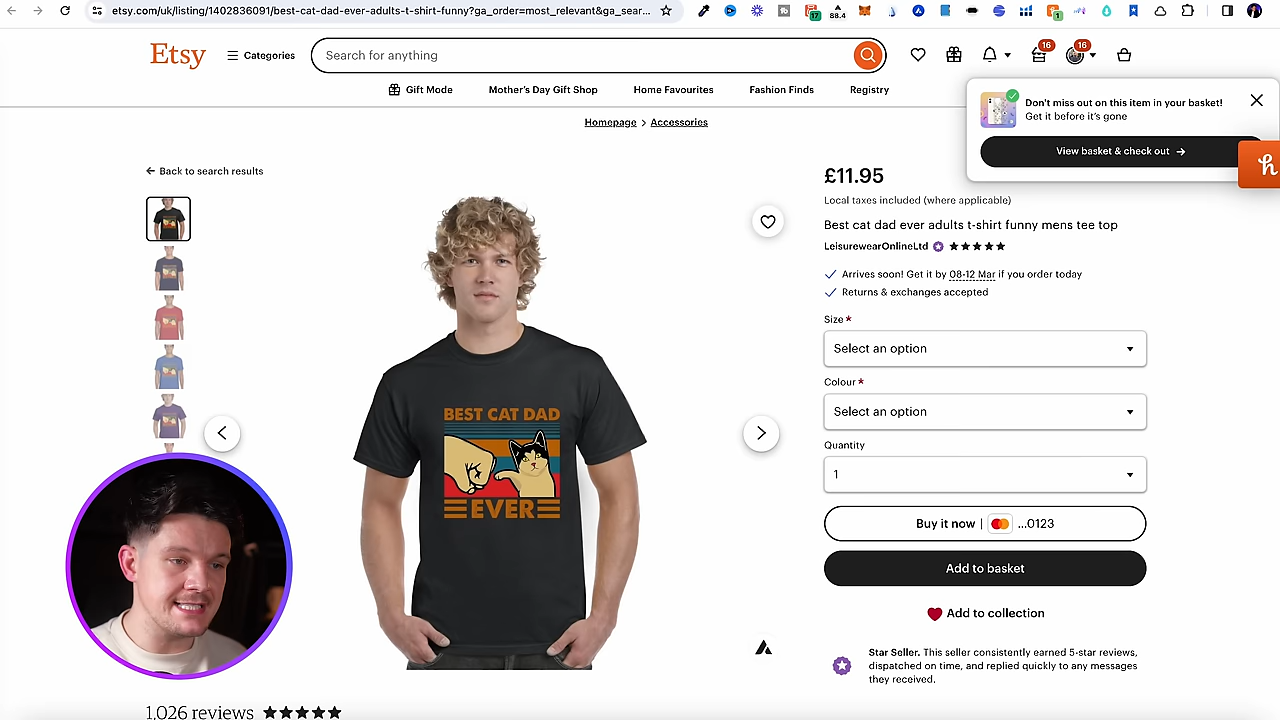 etsy.com/uk/listing/1402836091/best-cat-dad-ever-adults-t-shirt-funny?ga_order=most_relevant&ga_sear...
17
88.4
1
Etsy
Categories
Search for anything
16
16
Gift Mode
Mother's Day Gift Shop
Home Favourites
Fashion Finds
Registry
Don't miss out on this item in your basket!
Get it before it's gone
View basket & check out →
Homepage > Accessories
← Back to search results
BEST CAT DAD
EVER
£11.95
Local taxes included (where applicable)
Best cat dad ever adults t-shirt funny mens tee top
LeisurewearOnlineLtd ★★★★★
Arrives soon! Get it by 08-12 Mar if you order today
Returns & exchanges accepted
Size *
Select an option
Colour *
Select an option
Quantity
1
Buy it now | ...0123
Add to basket
Add to collection
Star Seller. This seller consistently earned 5-star reviews,
dispatched on time, and replied quickly to any messages
they received.
1,026 reviews ★★★★★